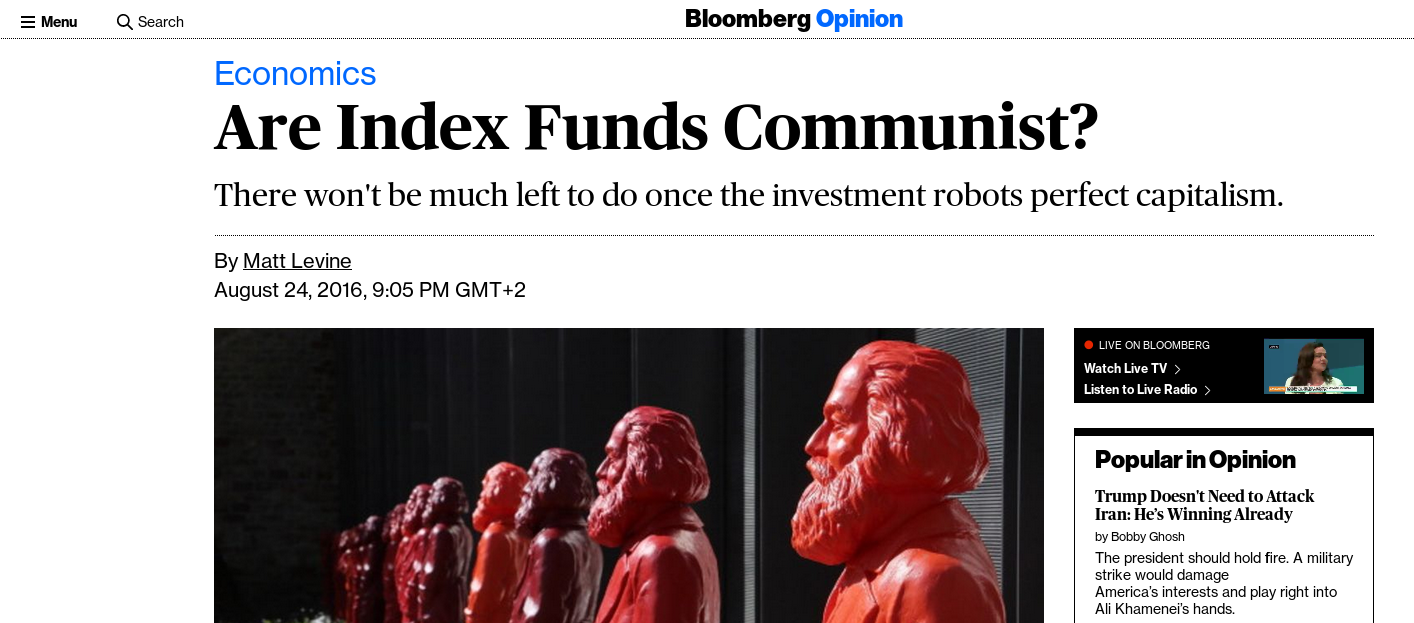 Menu
Search
Bloomberg Opinion
Economics
Are Index Funds Communist?
There won't be much left to do once the investment robots perfect capitalism.
By Matt Levine
August 24, 2016, 9:05 PM GMT+2
LIVE ON BLOOMBERG
Watch Live TV
Listen to Live Radio
Popular in Opinion
Trump Doesn't Need to Attack
Iran: He’s Winning Already
by Bobby Ghosh
The president should hold fire. A military
strike would damage
America’s interests and play right into
Ali Khamenei’s hands.